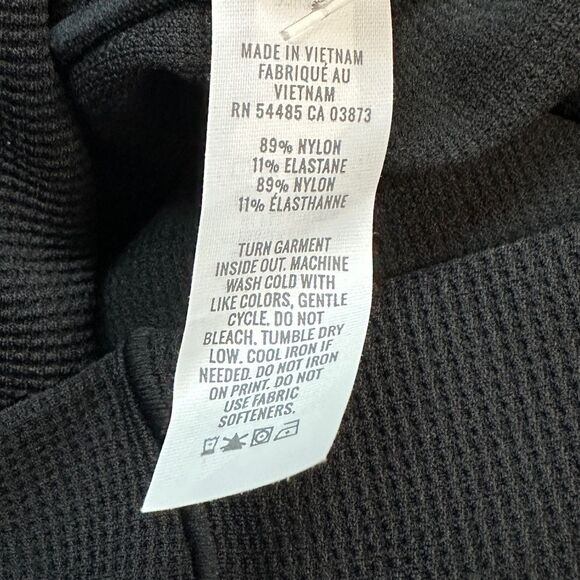 MADE IN VIETNAM
FABRIQUÉ AU
VIETNAM
RN 54485 CA 03873
89% NYLON
11% ELASTANE
89% NYLON
11% ÉLASTHANNE
TURN GARMENT
INSIDE OUT. MACHINE
WASH COLD WITH
LIKE COLORS, GENTLE
CYCLE. DO NOT
BLEACH. TUMBLE DRY
LOW. COOL IRON IF
NEEDED. DO NOT IRON
ON PRINT. DO NOT
USE FABRIC
SOFTENERS.